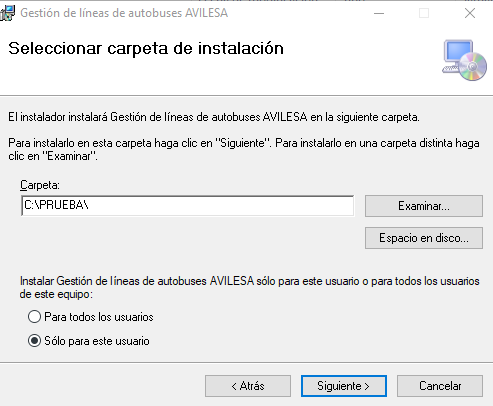 Gestión de líneas de autobuses AVILESA
Seleccionar carpeta de instalación
El instalador instalará Gestión de líneas de autobuses AVILESA en la siguiente carpeta.
Para instalarlo en esta carpeta haga clic en "Siguiente". Para instalarlo en una carpeta distinta haga
clic en "Examinar".
Carpeta:
C:\PRUEBA\
Examinar...
Espacio en disco...
Instalar Gestión de líneas de autobuses AVILESA sólo para este usuario o para todos los usuarios
de este equipo:
Para todos los usuarios
Sólo para este usuario
< Atrás
Siguiente >
Cancelar